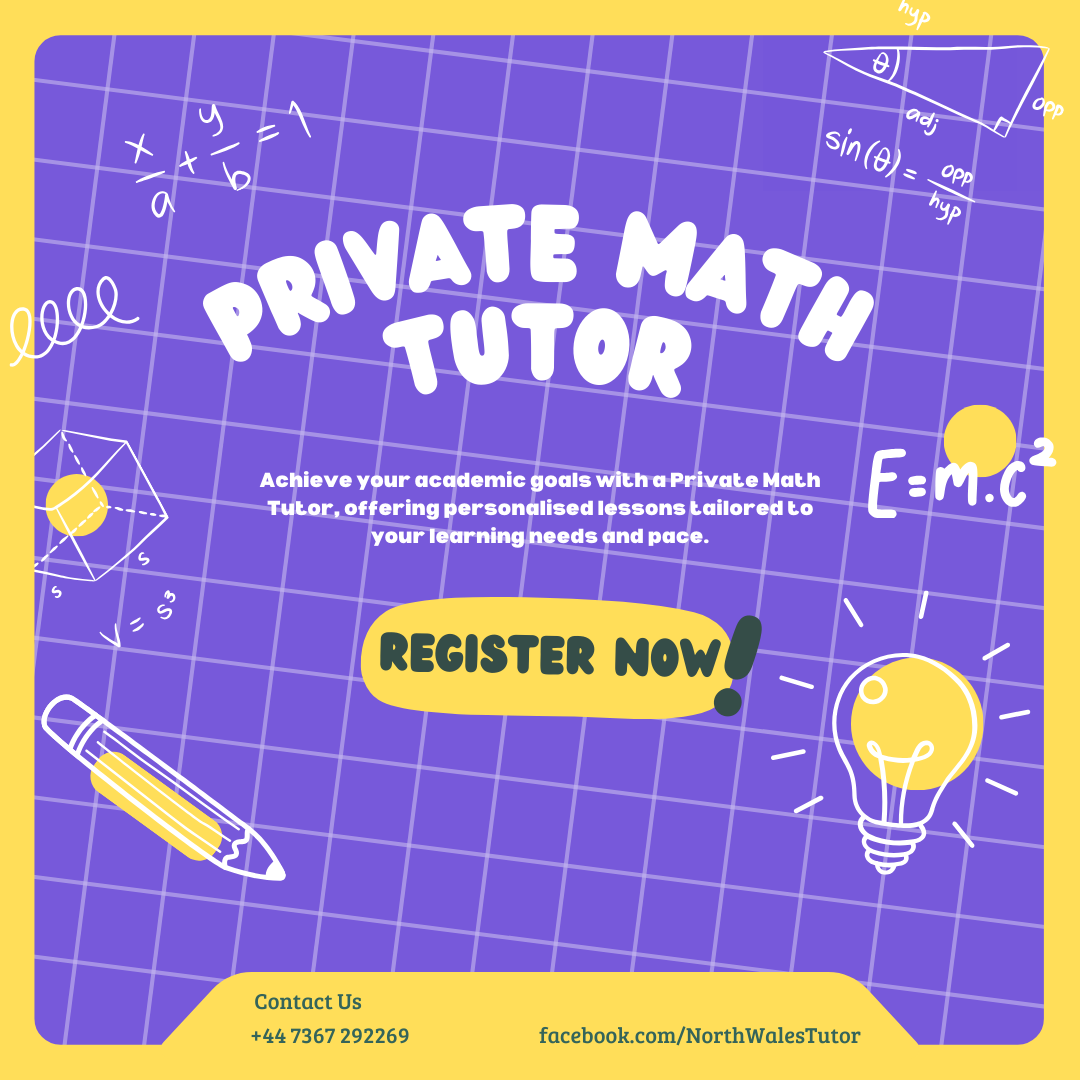 hyp
θ
opp
adj
sin(θ) = opp/hyp
x/a + y/b = 1
PRIVATE MATH
TUTOR
E=m.c²
Achieve your academic goals with a Private Math
Tutor, offering personalised lessons tailored to
your learning needs and pace.
s
s
V = s³
REGISTER NOW!
Contact Us
+44 7367 292269
facebook.com/NorthWalesTutor